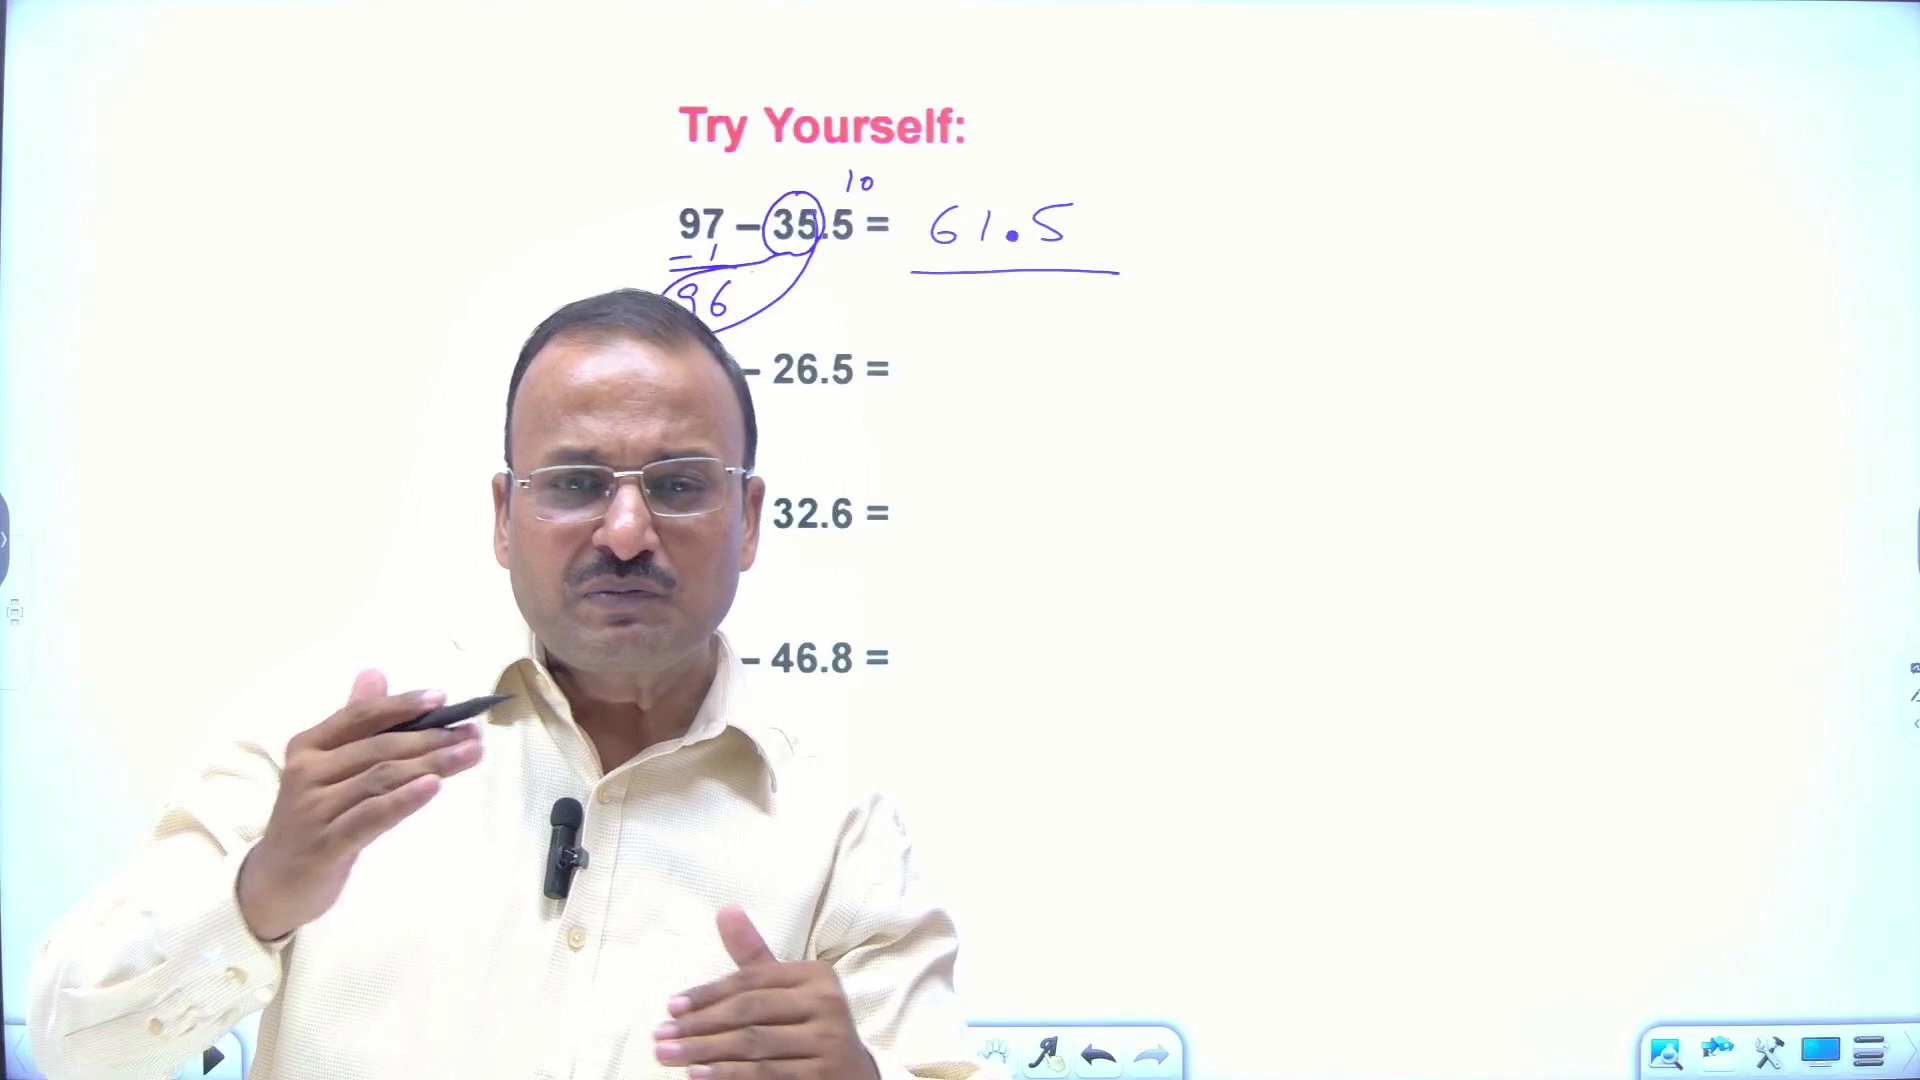 Try Yourself:
10
97 – 35.5 = 61.5
– 1
96
– 26.5 =
32.6 =
– 46.8 =